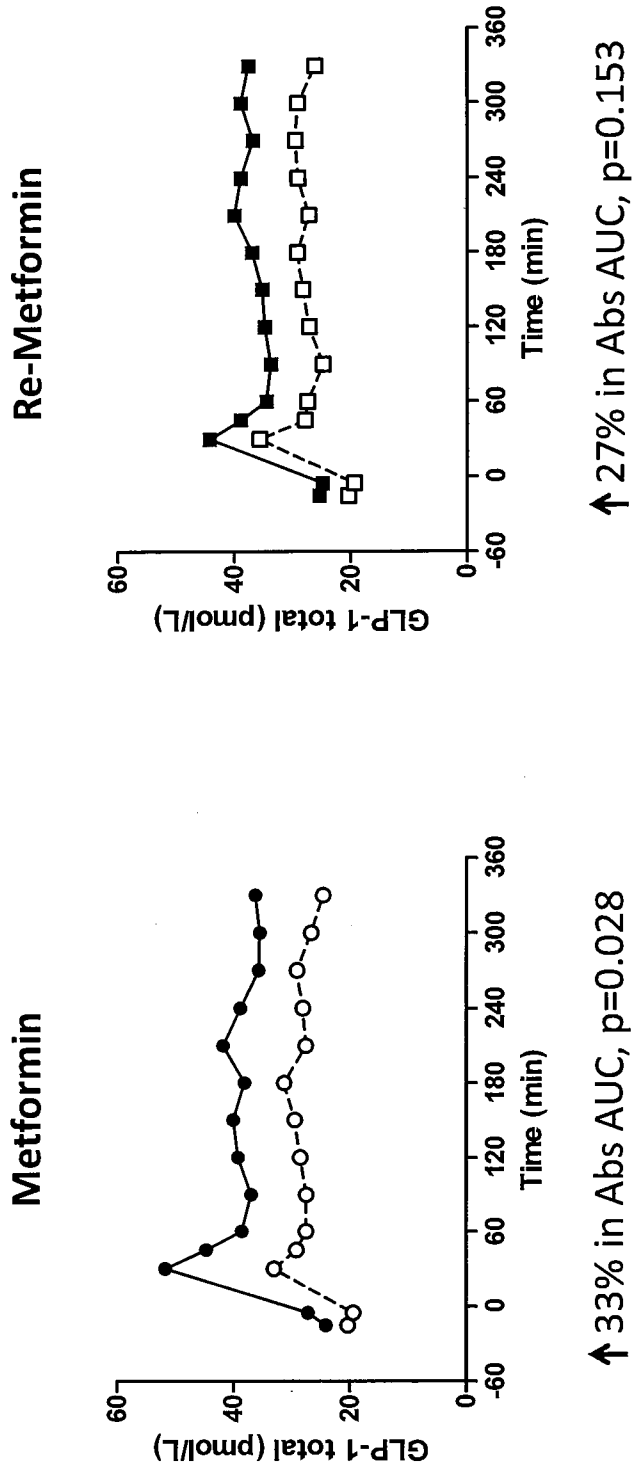 Metformin
GLP-1 total (pmol/L)
60
40
20
0
-60 0 60 120 180 240 300 360
Time (min)
↑33% in Abs AUC, p=0.028
Re-Metformin
GLP-1 total (pmol/L)
60
40
20
0
-60 0 60 120 180 240 300 360
Time (min)
↑27% in Abs AUC, p=0.153